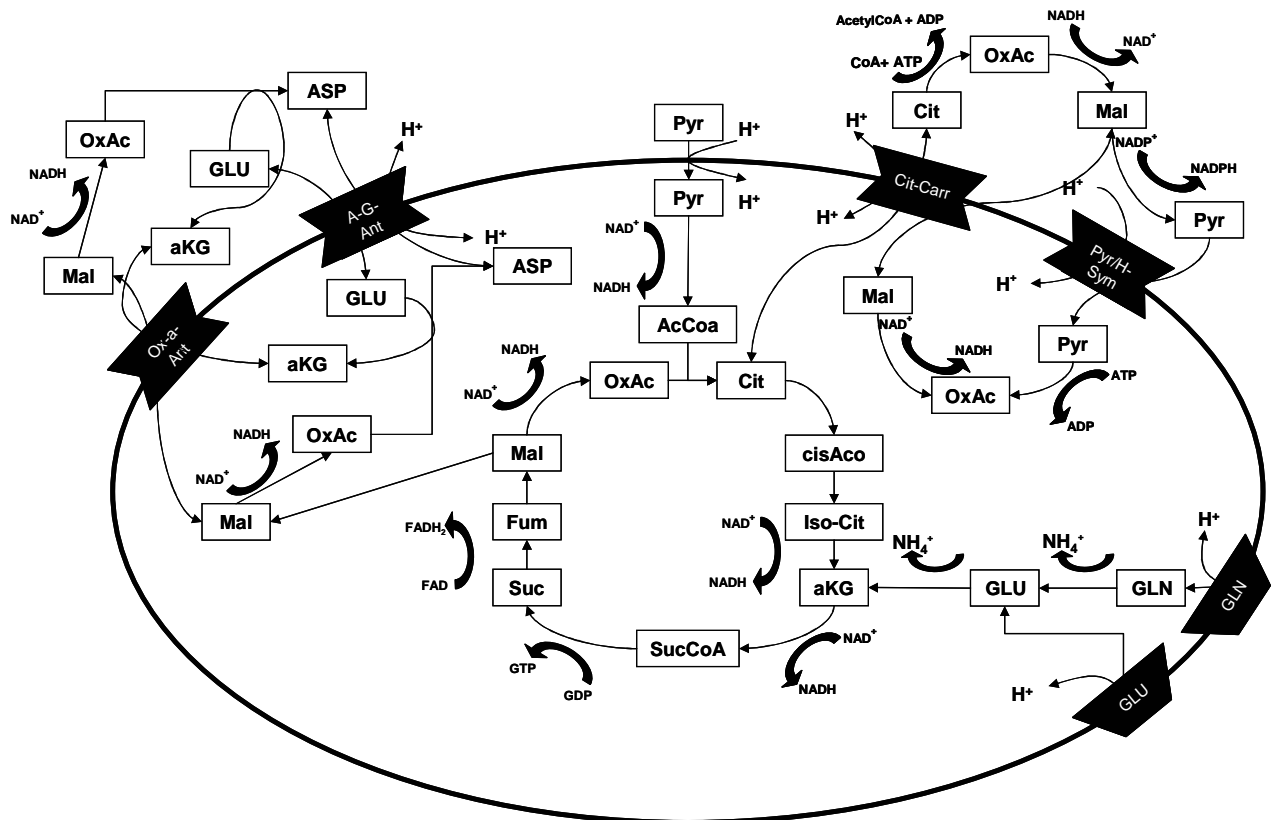 AcetylCoA + ADP
NADH
NAD+
CoA+ ATP
OxAc
Cit
Mal
NADP+
NADPH
H+
H+
Cit-Carr
H+
Pyr
Pyr/H-
Sym
H+
Mal
NAD+
NADH
OxAc
Pyr
ATP
ADP
ASP
OxAc
GLU
NADH
NAD+
aKG
Mal
H+
A-G-
Ant
H+
ASP
GLU
Ox-a-
Ant
aKG
Pyr
H+
Pyr
H+
NAD+
NADH
AcCoa
NADH
NAD+
OxAc
Cit
NADH
NAD+
OxAc
Mal
Mal
cisAco
FADH2
FAD
Fum
Iso-Cit
NAD+
NADH
Suc
aKG
NH4+
NH4+
GLU
GLN
H+
GLN
GTP
GDP
SucCoA
NAD+
NADH
H+
GLU